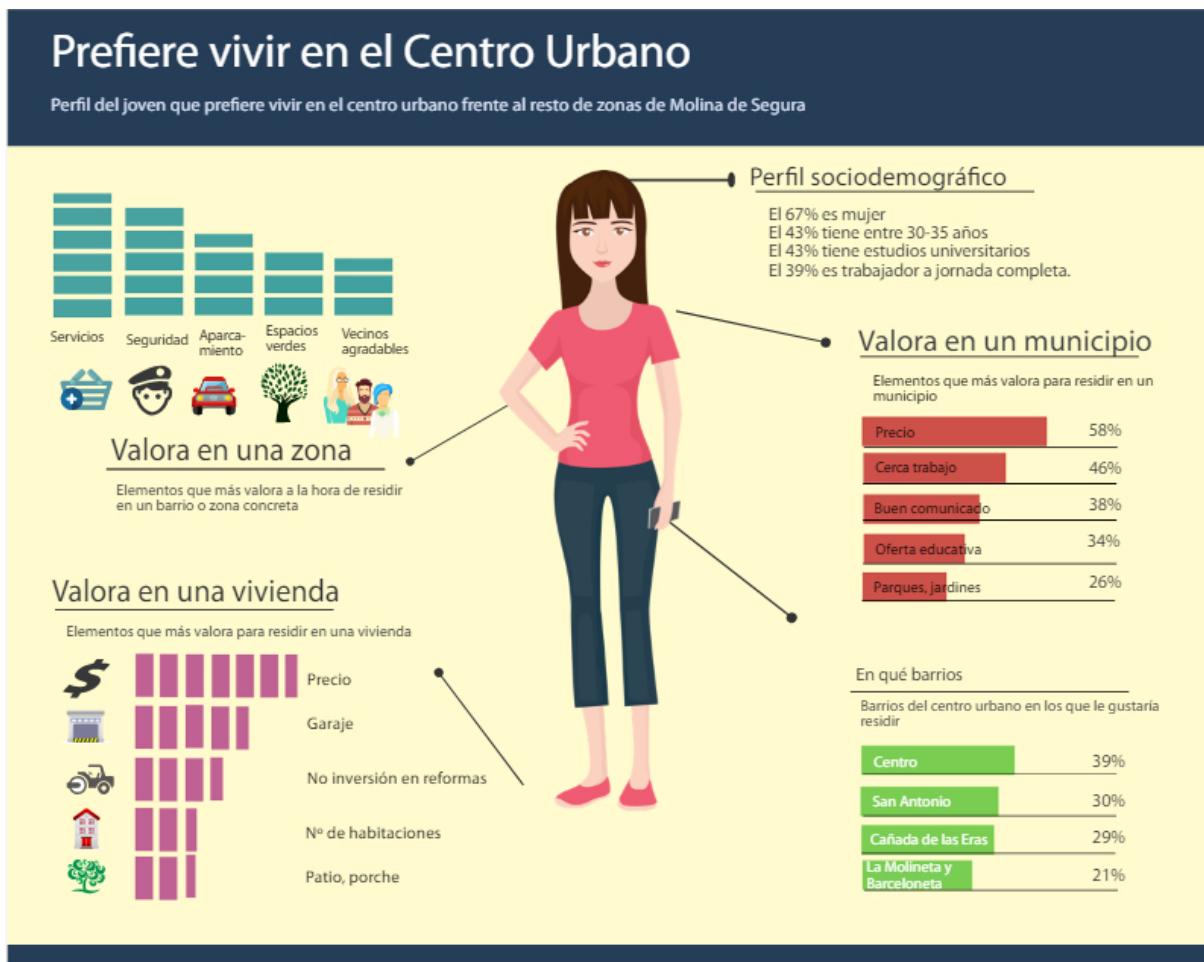 Prefiere vivir en el Centro Urbano
Perfil del joven que prefiere vivir en el centro urbano frente al resto de zonas de Molina de Segura
Servicios
Seguridad
Aparca-
miento
Espacios
verdes
Vecinos
agradables
Valora en una zona
Elementos que más valora a la hora de residir
en un barrio o zona concreta
Perfil sociodemográfico
El 67% es mujer
El 43% tiene entre 30-35 años
El 43% tiene estudios universitarios
El 39% es trabajador a jornada completa.
Valora en un municipio
Elementos que más valora para residir en un
municipio
Precio 58%
Cerca trabajo 46%
Buen comunicado 38%
Oferta educativa 34%
Parques, jardines 26%
Valora en una vivienda
Elementos que más valora para residir en una vivienda
Precio
Garaje
No inversión en reformas
Nº de habitaciones
Patio, porche
En qué barrios
Barrios del centro urbano en los que le gustaría
residir
Centro 39%
San Antonio 30%
Cañada de las Eras 29%
La Molineta y
Barceloneta 21%